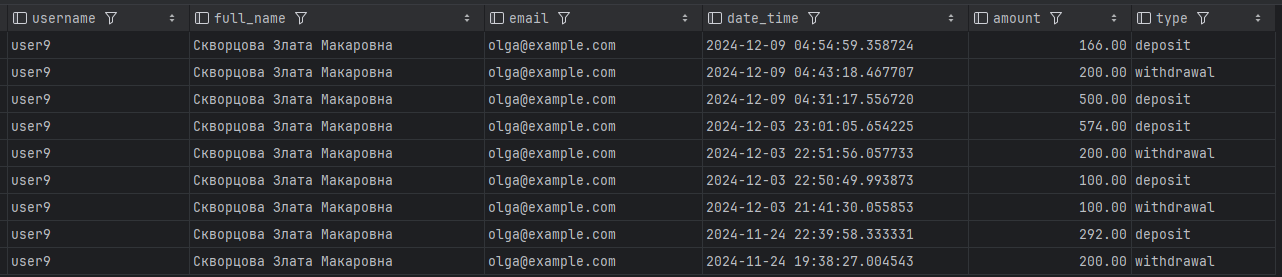 username full_name email date_time amount type
user9 Скворцова Злата Макаровна olga@example.com 2024-12-09 04:54:59.358724 166.00 deposit
user9 Скворцова Злата Макаровна olga@example.com 2024-12-09 04:43:18.467707 200.00 withdrawal
user9 Скворцова Злата Макаровна olga@example.com 2024-12-09 04:31:17.556720 500.00 deposit
user9 Скворцова Злата Макаровна olga@example.com 2024-12-03 23:01:05.654225 574.00 deposit
user9 Скворцова Злата Макаровна olga@example.com 2024-12-03 22:51:56.057733 200.00 withdrawal
user9 Скворцова Злата Макаровна olga@example.com 2024-12-03 22:50:49.993873 100.00 deposit
user9 Скворцова Злата Макаровна olga@example.com 2024-12-03 21:41:30.055853 100.00 withdrawal
user9 Скворцова Злата Макаровна olga@example.com 2024-11-24 22:39:58.333331 292.00 deposit
user9 Скворцова Злата Макаровна olga@example.com 2024-11-24 19:38:27.004543 200.00 withdrawal